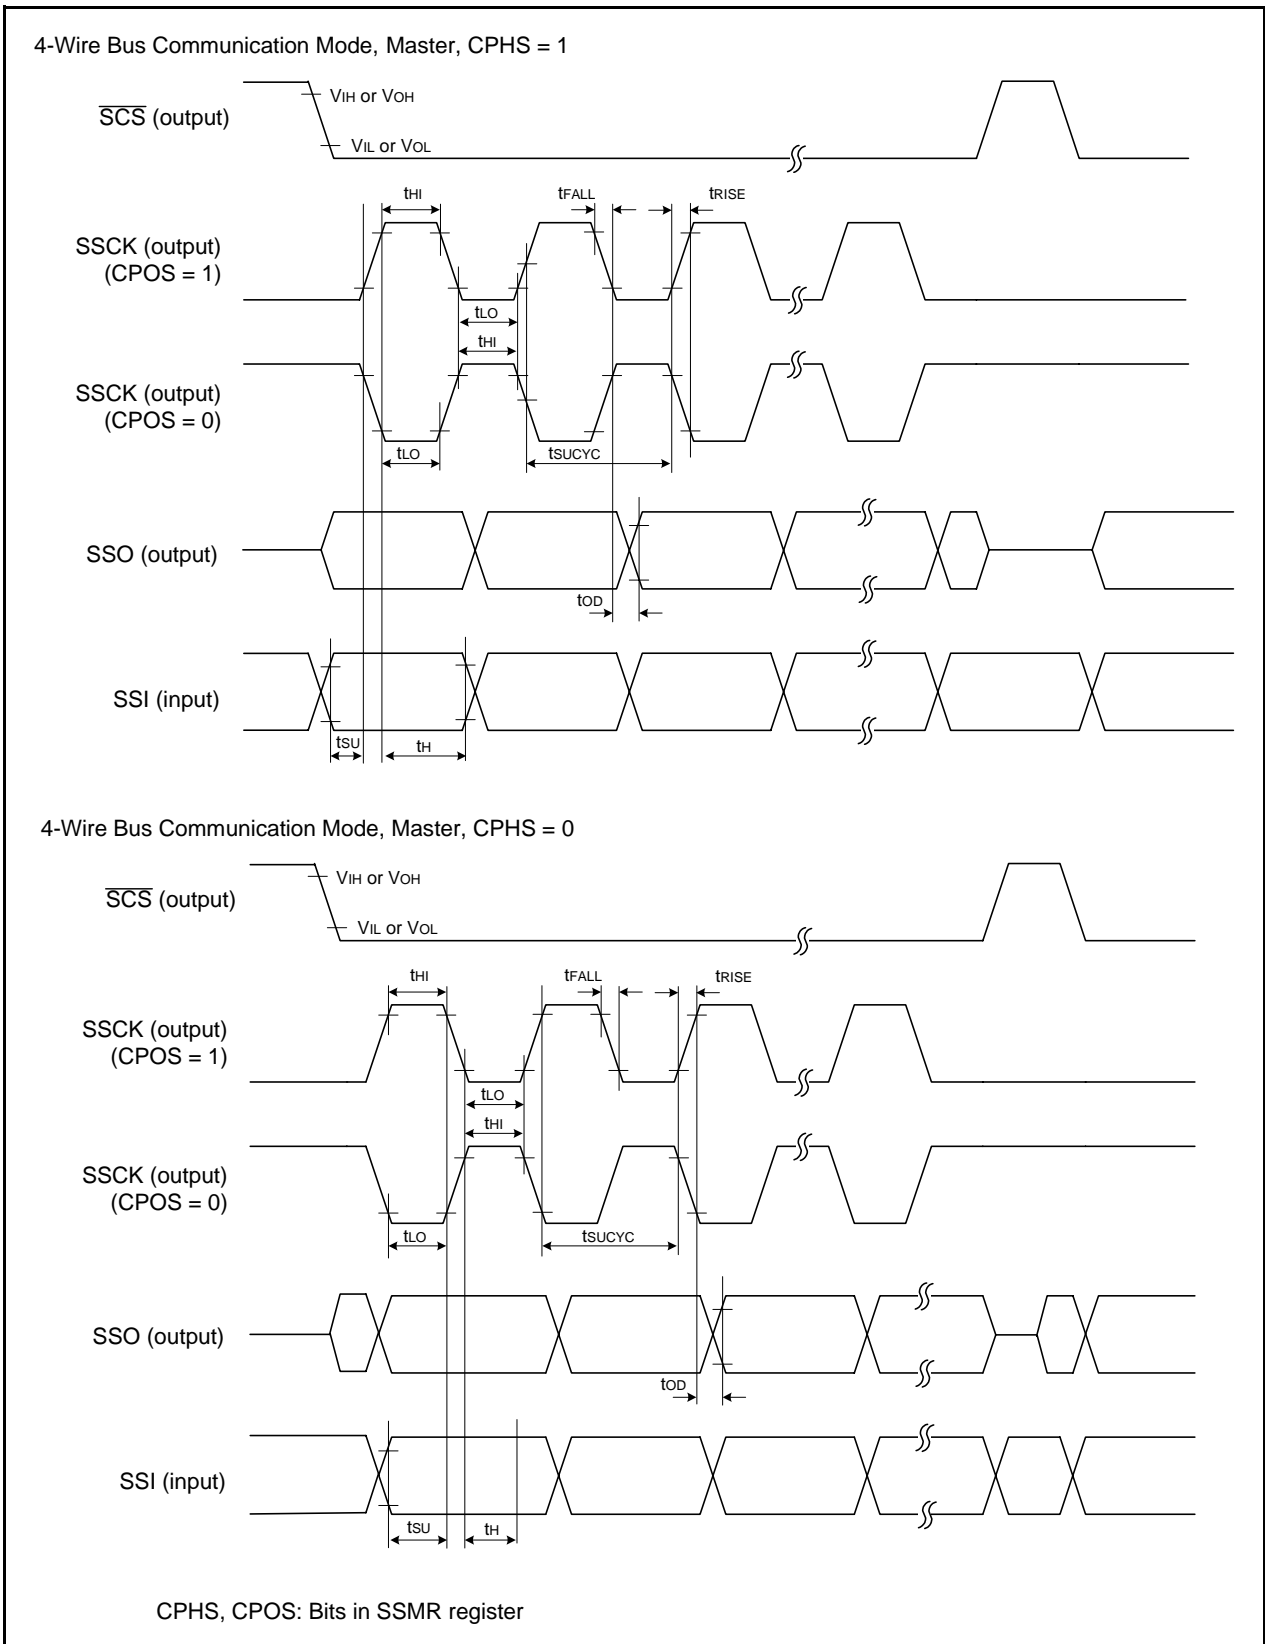 4-Wire Bus Communication Mode, Master, CPHS = 1
VIH or VOH
SCS (output)
VIL or VOL
tHI
tFALL
tRISE
SSCK (output)
(CPOS = 1)
tLO
tHI
SSCK (output)
(CPOS = 0)
tLO
tSUCYC
SSO (output)
tOD
SSI (input)
tSU
tH
4-Wire Bus Communication Mode, Master, CPHS = 0
VIH or VOH
SCS (output)
VIL or VOL
tHI
tFALL
tRISE
SSCK (output)
(CPOS = 1)
tLO
tHI
SSCK (output)
(CPOS = 0)
tLO
tSUCYC
SSO (output)
tOD
SSI (input)
tSU
tH
CPHS, CPOS: Bits in SSMR register